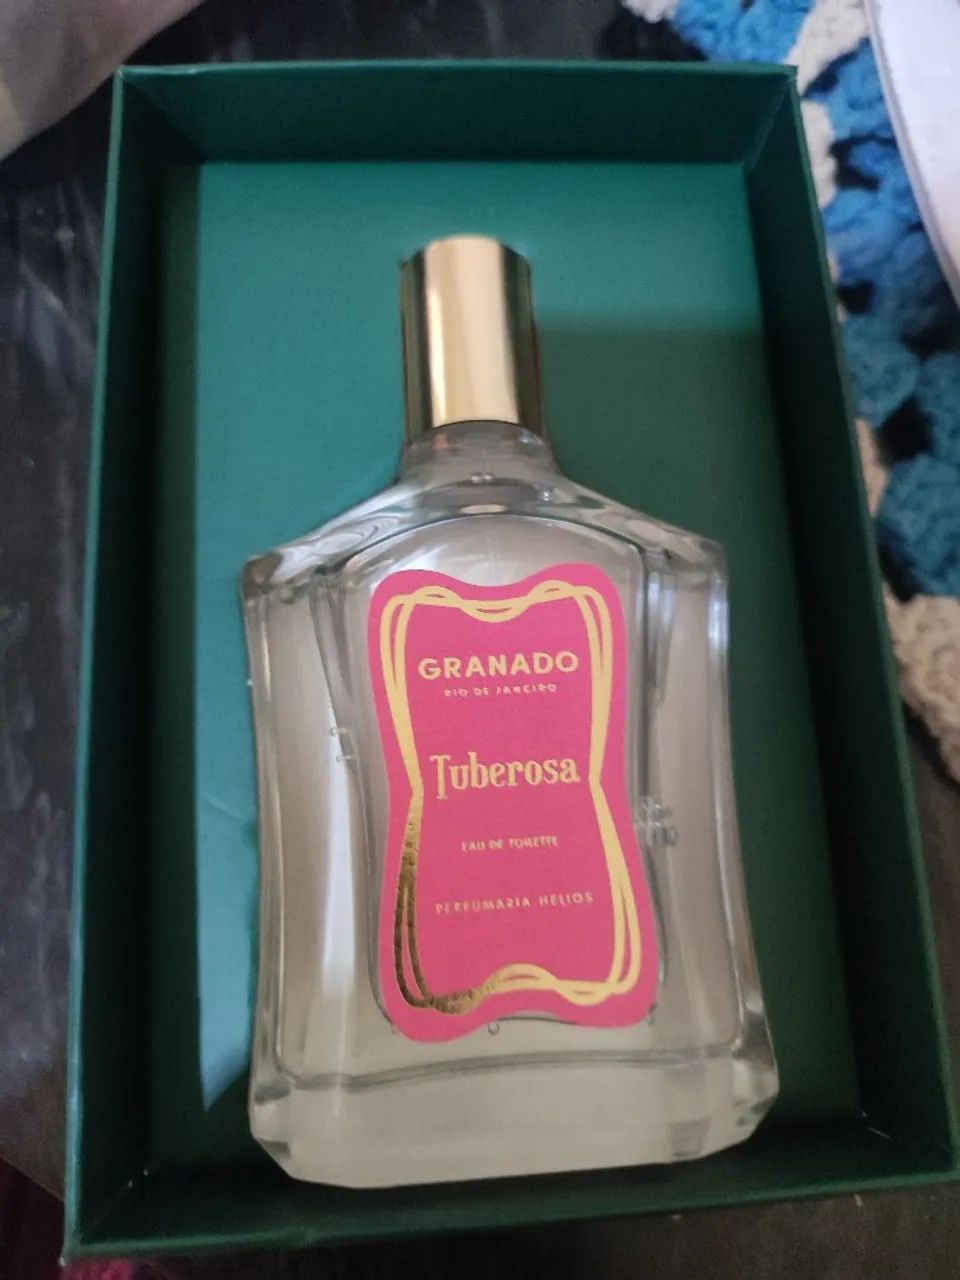 GRANADO
RIO DE JANEIRO
Tuberosa
EAU DE TOILETTE
PERFUMARIA HELIOS